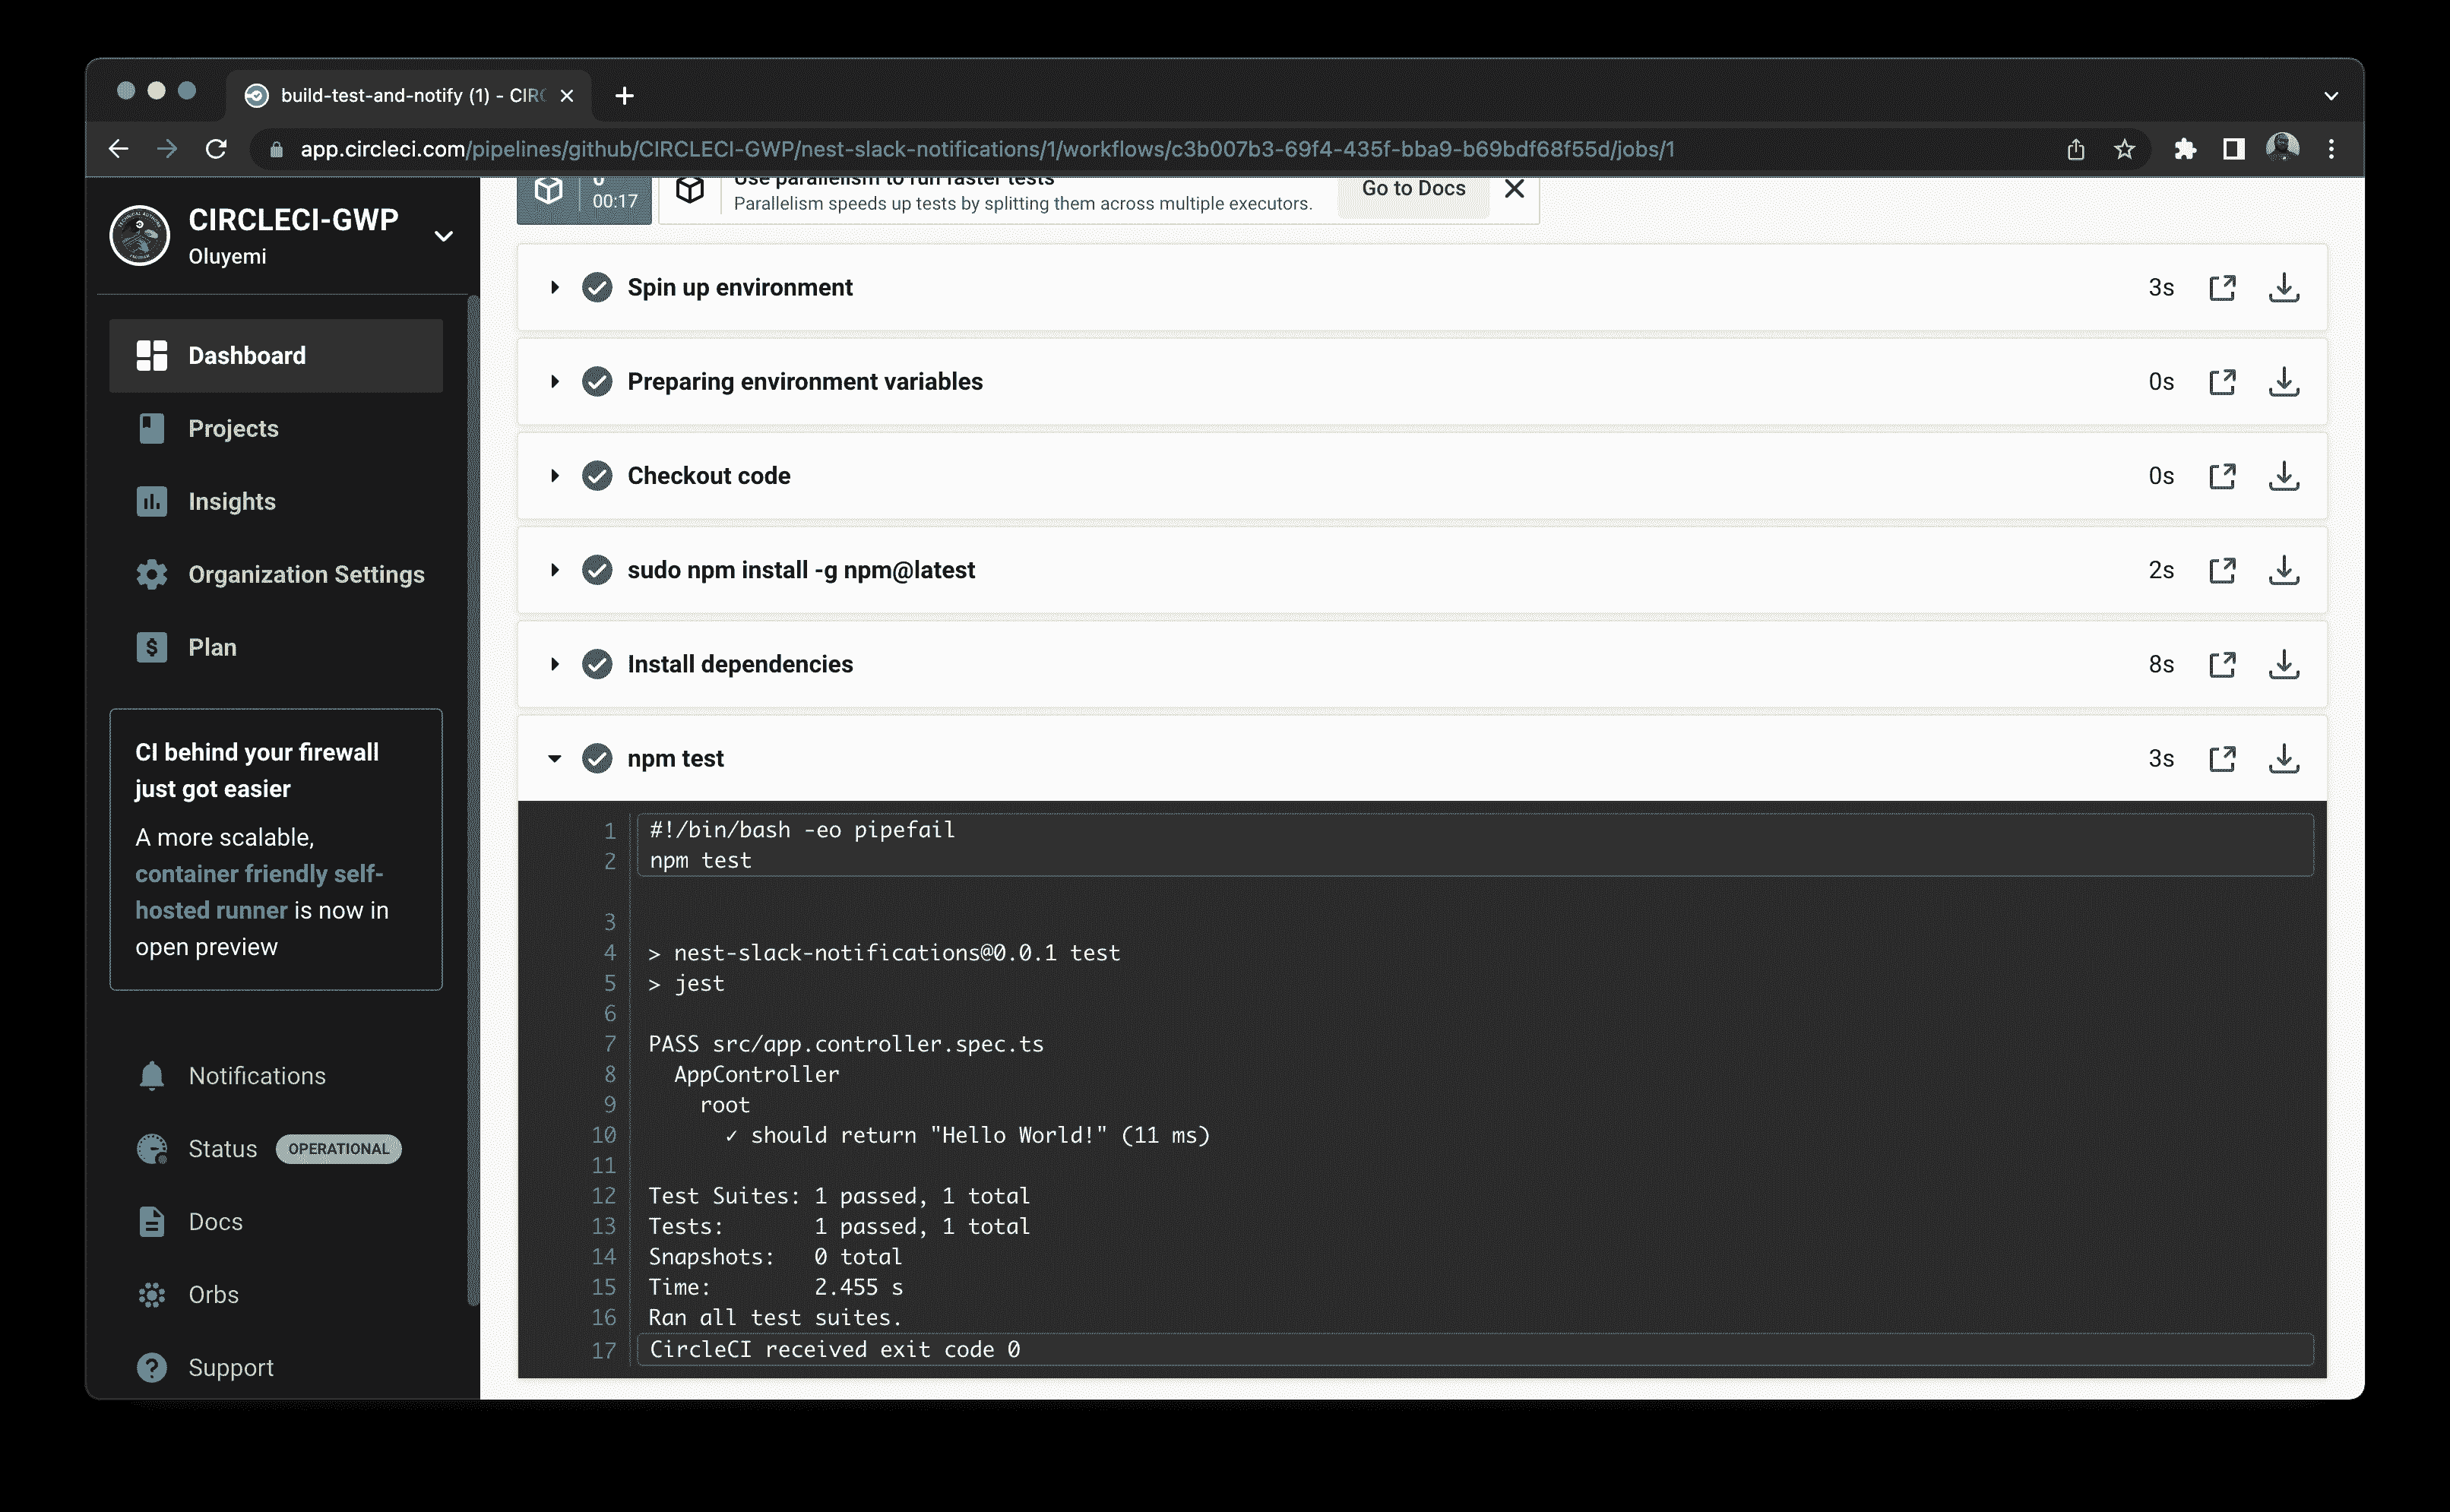 build-test-and-notify (1) - CIRC
app.circleci.com/pipelines/github/CIRCLECI-GWP/nest-slack-notifications/1/workflows/c3b007b3-69f4-435f-bba9-b69bdf68f55d/jobs/1
CIRCLECI-GWP
Oluyemi
Dashboard
Projects
Insights
Organization Settings
Plan
CI behind your firewall
just got easier
A more scalable,
container friendly self-
hosted runner is now in
open preview
Notifications
Status OPERATIONAL
Docs
Orbs
Support
0
00:17
Use parallelism to run faster tests
Parallelism speeds up tests by splitting them across multiple executors.
Go to Docs
Spin up environment 3s
Preparing environment variables 0s
Checkout code 0s
sudo npm install -g npm@latest 2s
Install dependencies 8s
npm test 3s
1 #!/bin/bash -eo pipefail
2 npm test
3
4 > nest-slack-notifications@0.0.1 test
5 > jest
6
7 PASS src/app.controller.spec.ts
8 AppController
9 root
10 ✓ should return "Hello World!" (11 ms)
11
12 Test Suites: 1 passed, 1 total
13 Tests: 1 passed, 1 total
14 Snapshots: 0 total
15 Time: 2.455 s
16 Ran all test suites.
17 CircleCI received exit code 0